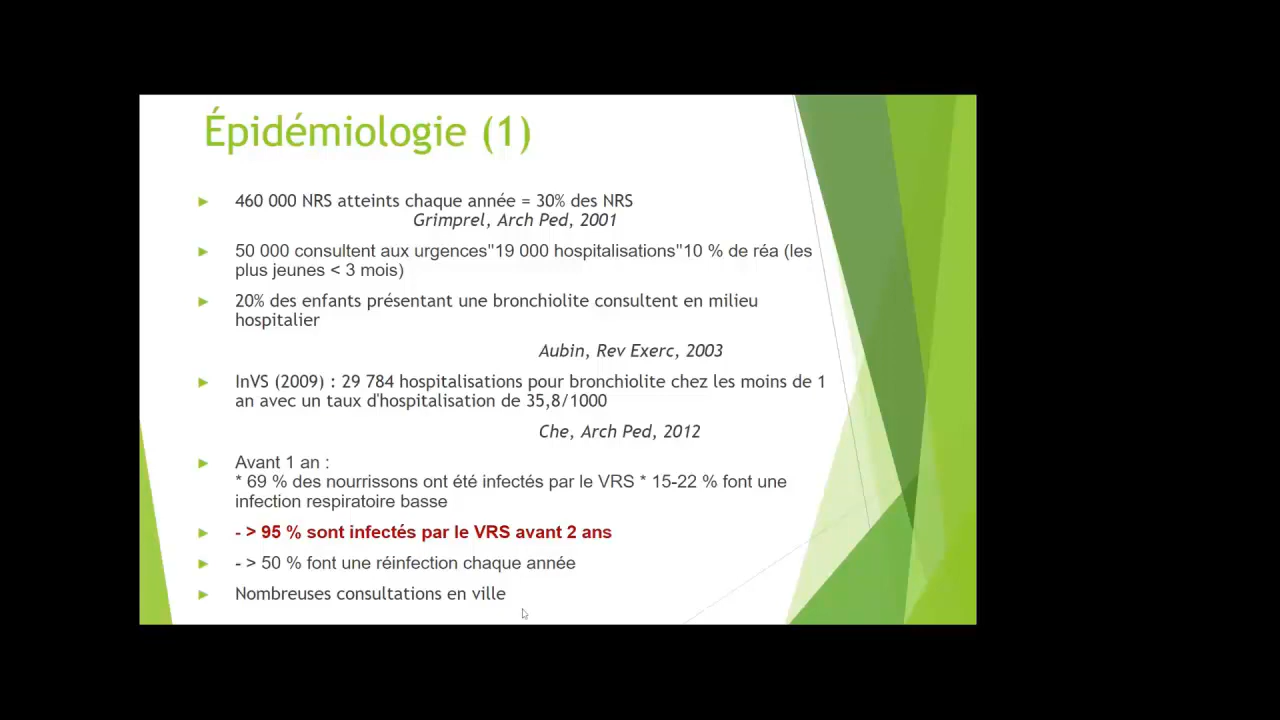 Épidémiologie (1)
460 000 NRS atteints chaque année = 30% des NRS
Grimprel, Arch Ped, 2001
50 000 consultent aux urgences"19 000 hospitalisations"10 % de réa (les
plus jeunes < 3 mois)
20% des enfants présentant une bronchiolite consultent en milieu
hospitalier
Aubin, Rev Exerc, 2003
InVS (2009) : 29 784 hospitalisations pour bronchiolite chez les moins de 1
an avec un taux d'hospitalisation de 35,8/1000
Che, Arch Ped, 2012
Avant 1 an :
* 69 % des nourrissons ont été infectés par le VRS * 15-22 % font une
infection respiratoire basse
- > 95 % sont infectés par le VRS avant 2 ans
- > 50 % font une réinfection chaque année
Nombreuses consultations en ville